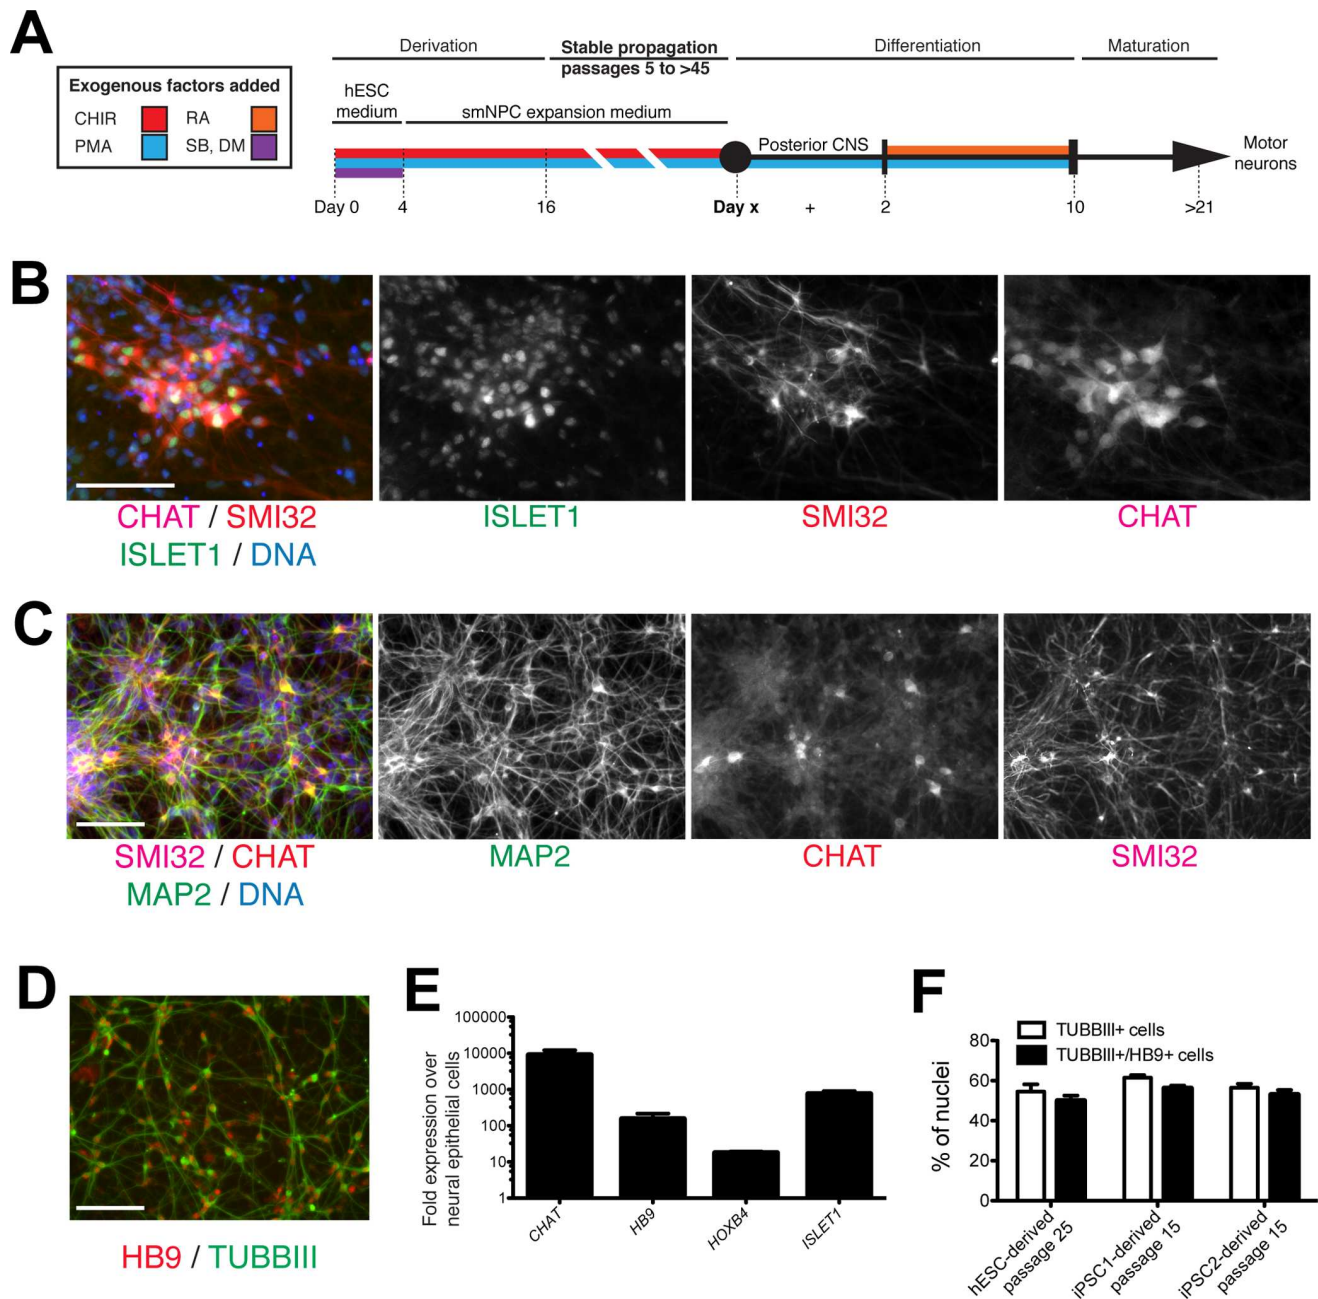 A
Derivation
Stable propagation
passages 5 to >45
Differentiation
Maturation
Exogenous factors added
CHIR
RA
PMA
SB, DM
hESC
medium
smNPC expansion medium
Posterior CNS
Motor
neurons
Day 0
4
16
Day x
+
2
10
>21
B
CHAT / SMI32
ISLET1 / DNA
ISLET1
SMI32
CHAT
C
SMI32 / CHAT
MAP2 / DNA
MAP2
CHAT
SMI32
D
HB9 / TUBBIII
E
Fold expression over
neural epithelial cells
100000
10000
1000
100
10
1
CHAT
HB9
HOXB4
ISLET1
F
TUBBIII+ cells
TUBBIII+/HB9+ cells
% of nuclei
80
60
40
20
0
hESC-derived
passage 25
iPSC1-derived
passage 15
iPSC2-derived
passage 15